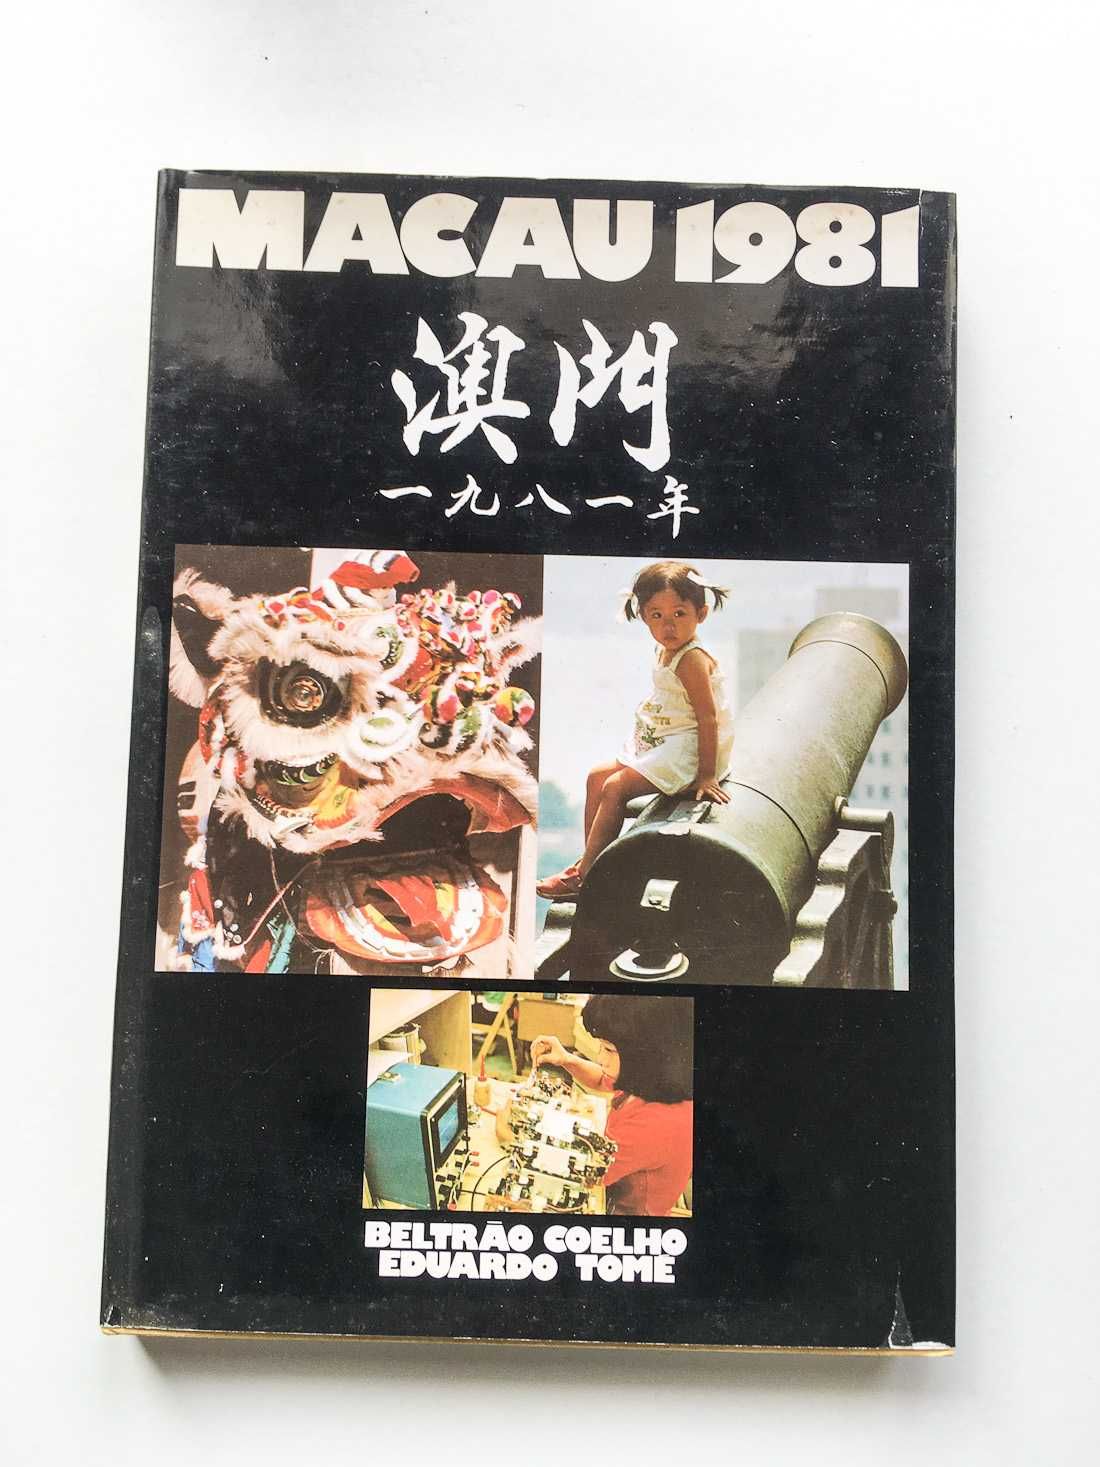 MACAU 1981
澳門
一九八一年
BELTRÃO COELHO
EDUARDO TOMÉ